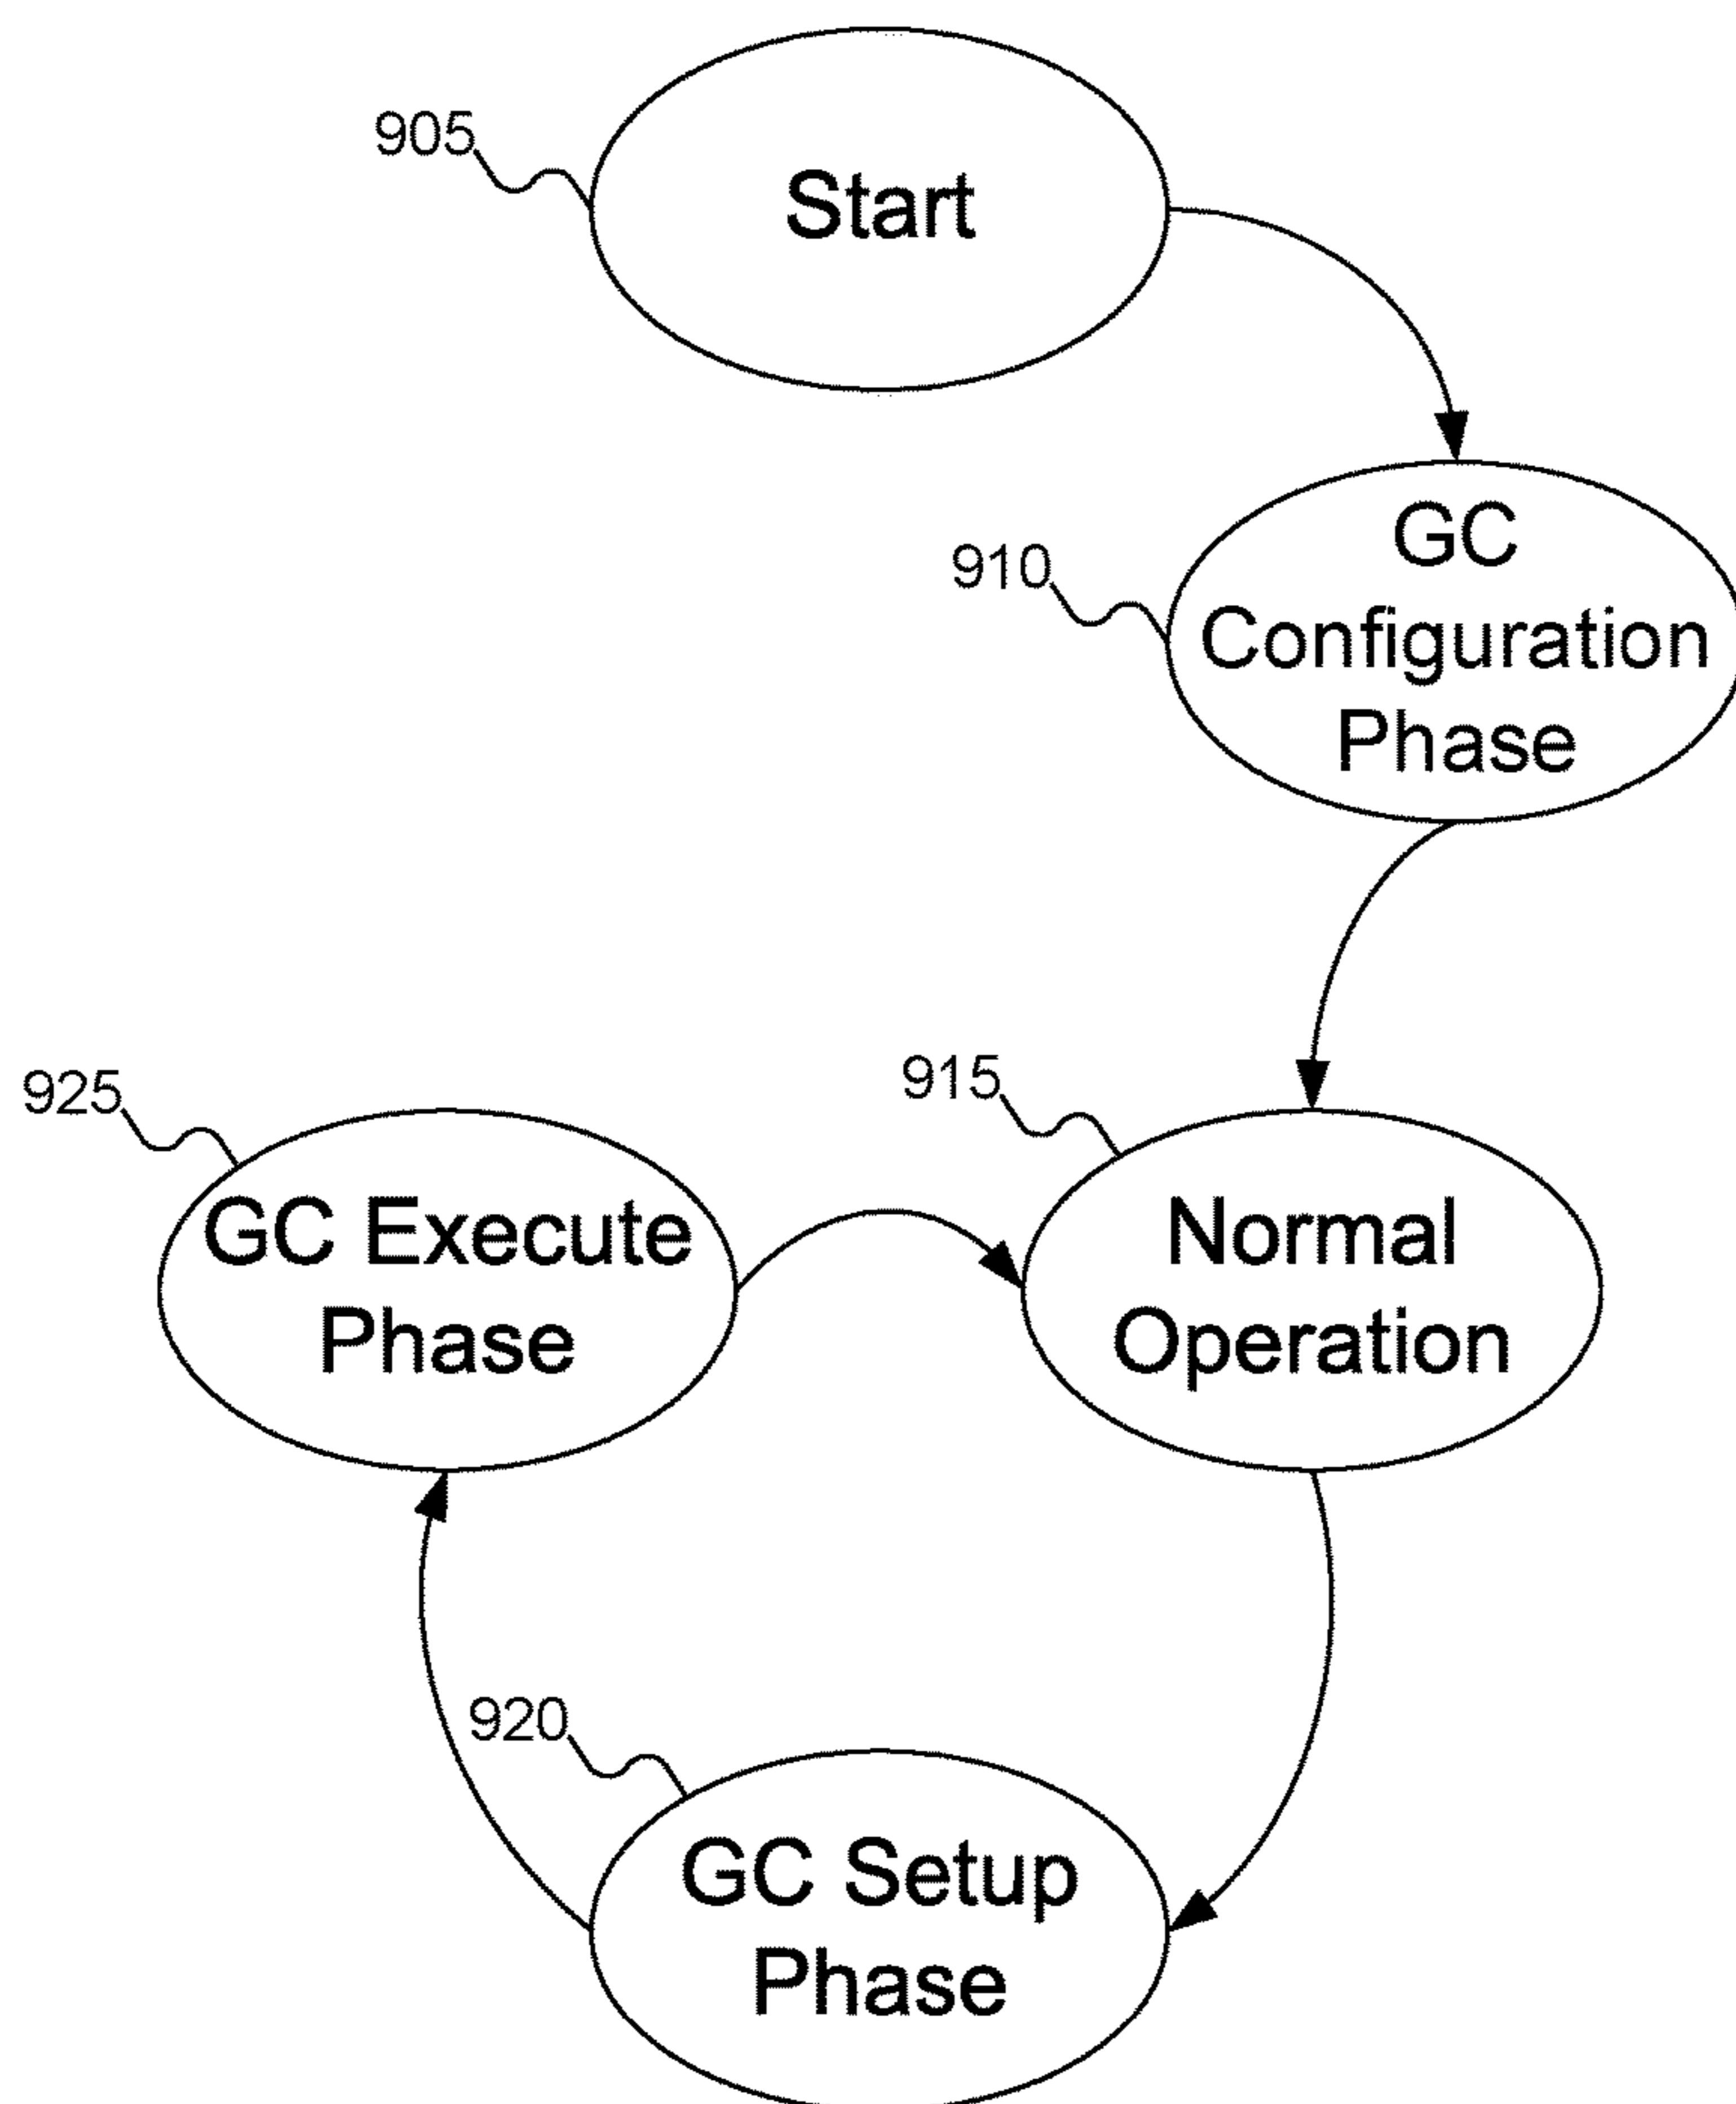 905
Start
910
GC
Configuration
Phase
925
GC Execute
Phase
915
Normal
Operation
920
GC Setup
Phase